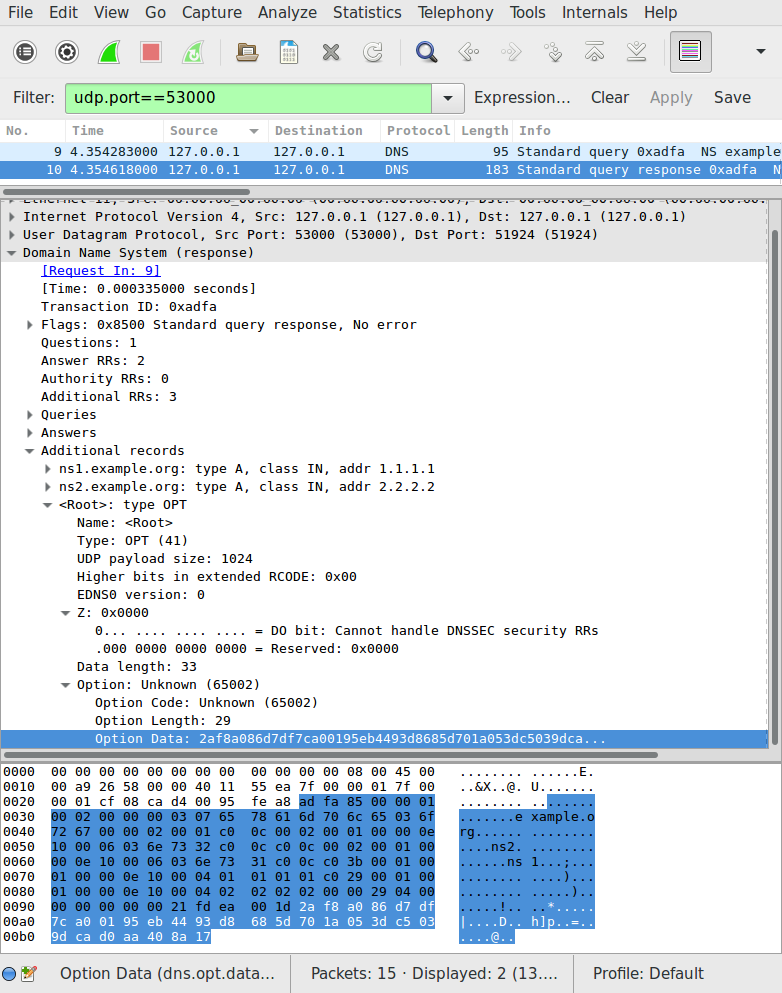 File Edit View Go Capture Analyze Statistics Telephony Tools Internals Help
Filter: udp.port==53000 Expression... Clear Apply Save
No. Time Source Destination Protocol Length Info
9 4.354283000 127.0.0.1 127.0.0.1 DNS 95 Standard query 0xadfa NS example
10 4.354618000 127.0.0.1 127.0.0.1 DNS 183 Standard query response 0xadfa N
Internet Protocol Version 4, Src: 127.0.0.1 (127.0.0.1), Dst: 127.0.0.1 (127.0.0.1)
User Datagram Protocol, Src Port: 53000 (53000), Dst Port: 51924 (51924)
Domain Name System (response)
[Request In: 9]
[Time: 0.000335000 seconds]
Transaction ID: 0xadfa
Flags: 0x8500 Standard query response, No error
Questions: 1
Answer RRs: 2
Authority RRs: 0
Additional RRs: 3
Queries
Answers
Additional records
ns1.example.org: type A, class IN, addr 1.1.1.1
ns2.example.org: type A, class IN, addr 2.2.2.2
<Root>: type OPT
Name: <Root>
Type: OPT (41)
UDP payload size: 1024
Higher bits in extended RCODE: 0x00
EDNS0 version: 0
Z: 0x0000
0... .... .... .... = DO bit: Cannot handle DNSSEC security RRs
.000 0000 0000 0000 = Reserved: 0x0000
Data length: 33
Option: Unknown (65002)
Option Code: Unknown (65002)
Option Length: 29
Option Data: 2af8a086d7df7ca00195eb4493d8685d701a053dc5039dca...
0000 00 00 00 00 00 00 00 00 00 00 00 00 08 00 45 00 ........ ......E.
0010 00 a9 26 58 00 00 40 11 55 ea 7f 00 00 01 7f 00 ..&X..@. U.......
0020 00 01 cf 08 ca d4 00 95 fe a8 ad fa 85 00 00 01 ........ ........
0030 00 02 00 00 00 03 07 65 78 61 6d 70 6c 65 03 6f .......e xample.o
0040 72 67 00 00 02 00 01 c0 0c 00 02 00 01 00 00 0e rg...... ........
0050 10 00 06 03 6e 73 32 c0 0c c0 0c 00 02 00 01 00 ....ns2. ........
0060 00 0e 10 00 06 03 6e 73 31 c0 0c c0 3b 00 01 00 ......ns 1...;...
0070 01 00 00 0e 10 00 04 01 01 01 01 c0 29 00 01 00 ........ ....)...
0080 01 00 00 0e 10 00 04 02 02 02 02 00 00 29 04 00 ........ .....)..
0090 00 00 00 00 00 21 fd ea 00 1d 2a f8 a0 86 d7 df .....!.. ..*.....
00a0 7c a0 01 95 eb 44 93 d8 68 5d 70 1a 05 3d c5 03 |....D.. h]p..=..
00b0 9d ca d0 aa 40 8a 17 ....@..
Option Data (dns.opt.data... Packets: 15 · Displayed: 2 (13.... Profile: Default